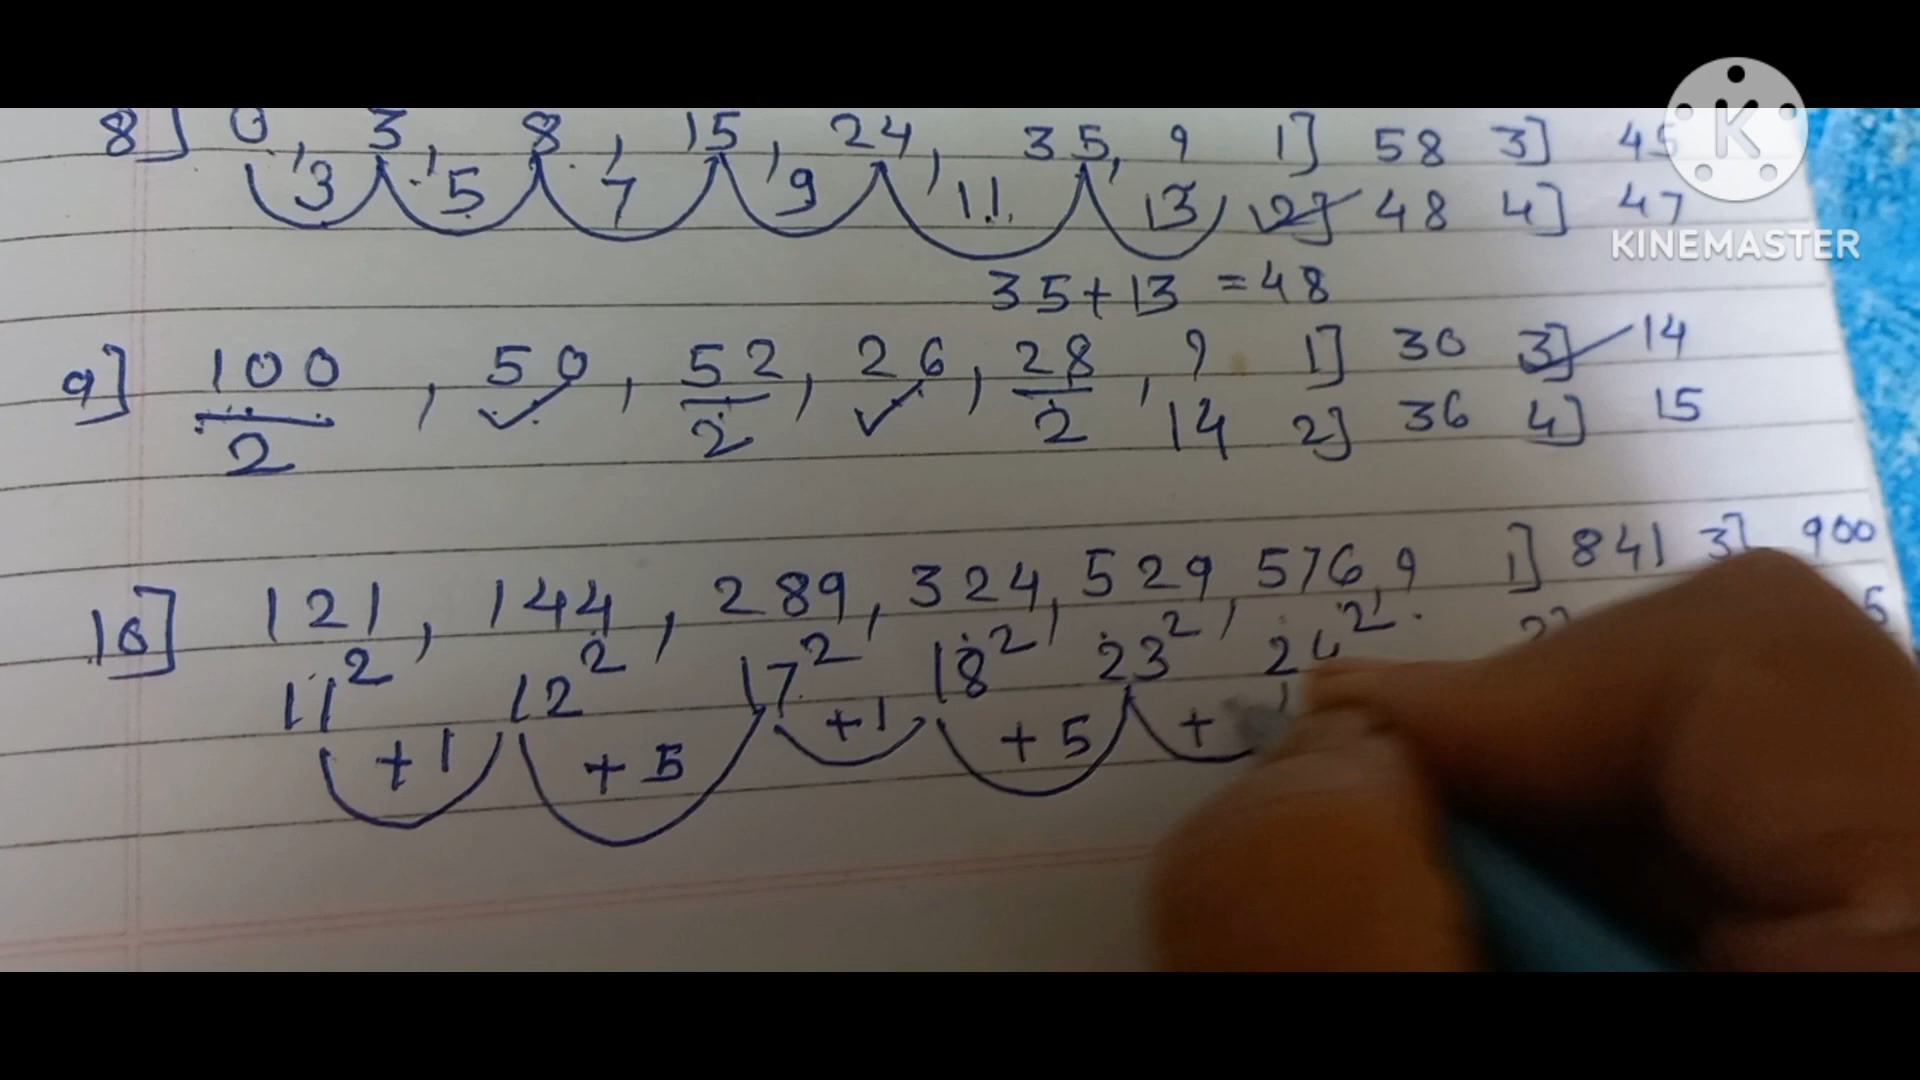 8] 0, 3, 8, 15, 24, 35, ? 1] 58 3] 45
3 5 7 9 11 13 2] 48 4] 47
35+13 =48
9] 100, 50, 52, 26, 28, ? 1] 30 3] 14
2 2 2 14 2] 36 4] 15
10] 121, 144, 289, 324, 529, 576, ? 1] 841 3] 900
11² 12² 17² 18² 23² 24² 5
+1 +5 +1 +5 +
K
KINEMASTER